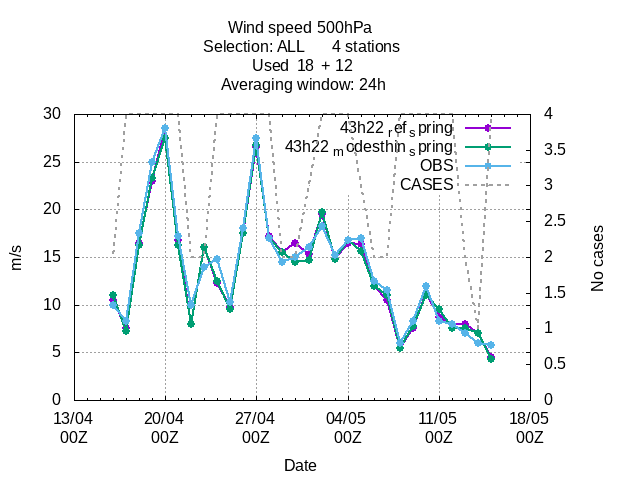 Wind speed 500hPa
Selection: ALL 4 stations
Used 18 + 12
Averaging window: 24h
43h22_ref_spring
43h22_modesthin_spring
OBS
CASES
30
25
20
15
10
5
0
4
3.5
3
2.5
2
1.5
1
0.5
0
m/s
No cases
13/04 20/04 27/04 04/05 11/05 18/05
00Z 00Z 00Z 00Z 00Z 00Z
Date